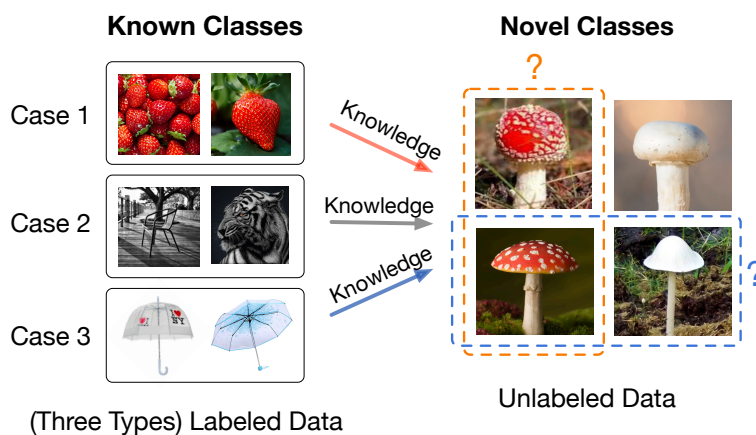 Known Classes
Novel Classes
?
Case 1
Knowledge
Case 2
Knowledge
?
Knowledge
Case 3
I ❤ NY
Unlabeled Data
(Three Types) Labeled Data